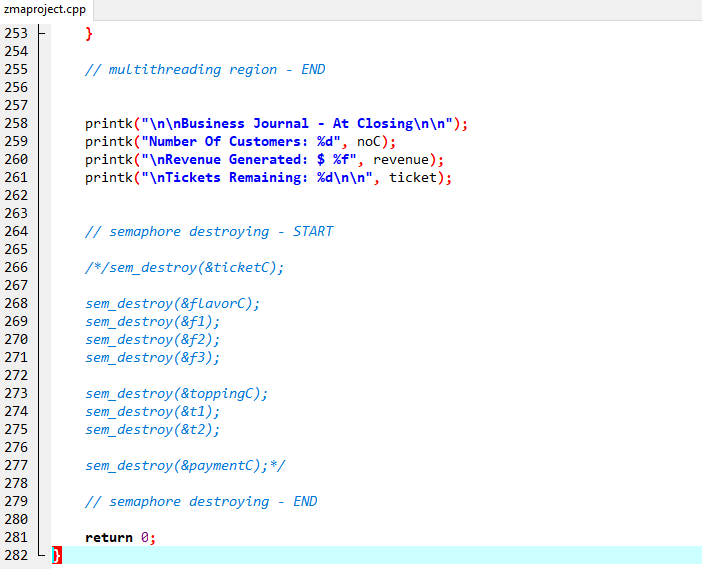 zmaproject.cpp
253 }
254
255 // multithreading region - END
256
257
258 printk("\n\nBusiness Journal - At Closing\n\n");
259 printk("Number Of Customers: %d", noC);
260 printk("\nRevenue Generated: $ %f", revenue);
261 printk("\nTickets Remaining: %d\n\n", ticket);
262
263
264 // semaphore destroying - START
265
266 /*/sem_destroy(&ticketC);
267
268 sem_destroy(&flavorC);
269 sem_destroy(&f1);
270 sem_destroy(&f2);
271 sem_destroy(&f3);
272
273 sem_destroy(&toppingC);
274 sem_destroy(&t1);
275 sem_destroy(&t2);
276
277 sem_destroy(&paymentC);*/
278
279 // semaphore destroying - END
280
281 return 0;
282 }